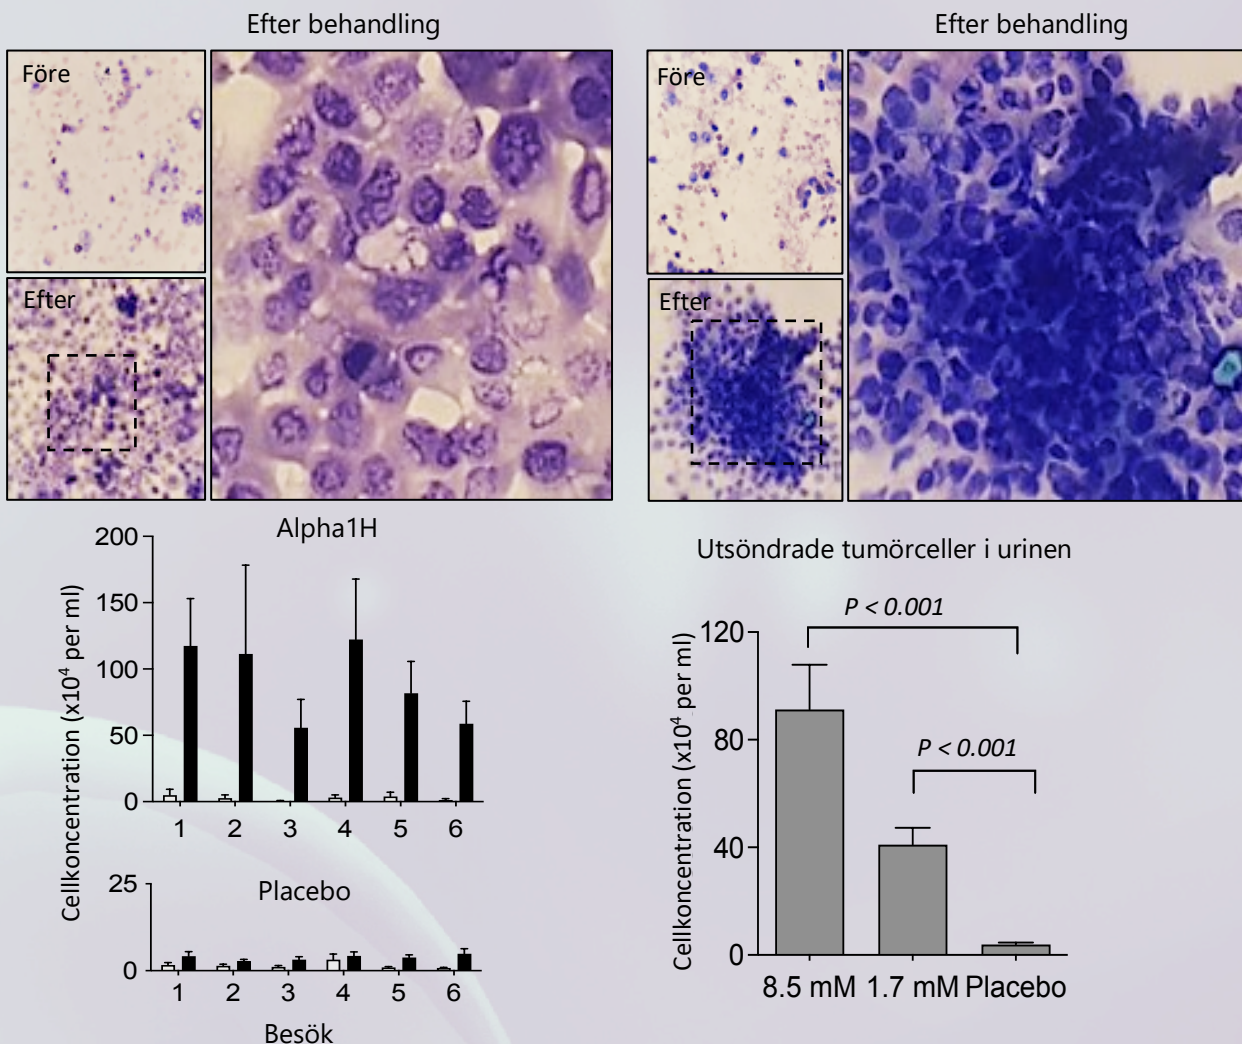 Efter behandling
Före
Efter
Efter behandling
Före
Efter
Alpha1H
Cellkoncentration (x10⁴ per ml)
200
150
100
50
0
1 2 3 4 5 6
Placebo
25
0
1 2 3 4 5 6
Besök
Utsöndrade tumörceller i urinen
Cellkoncentration (x10⁴ per ml)
P < 0.001
P < 0.001
120
80
40
0
8.5 mM 1.7 mM Placebo